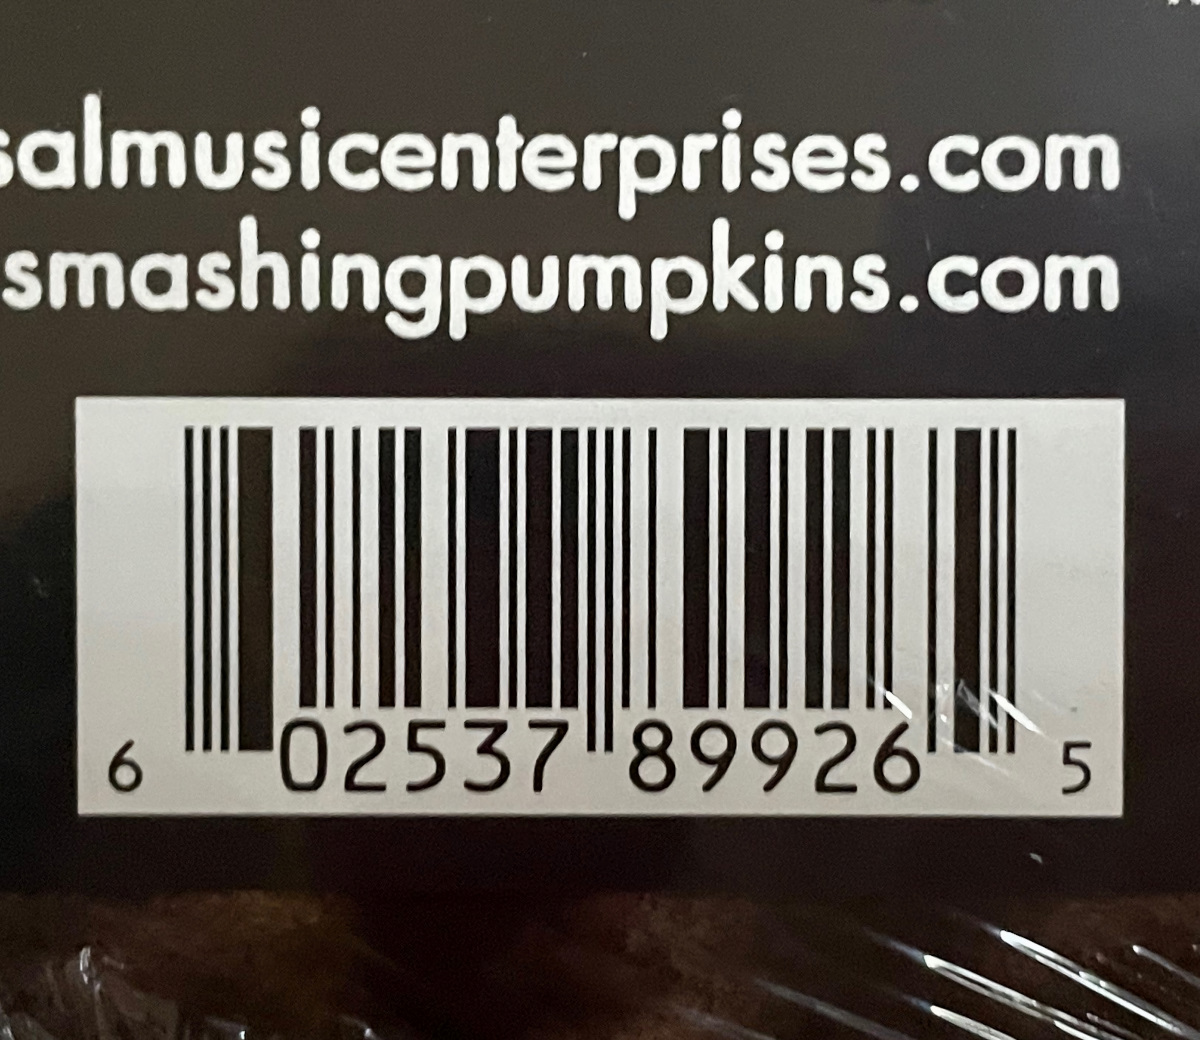 salmusicenterprises.com
smashingpumpkins.com
6 02537 89926 5